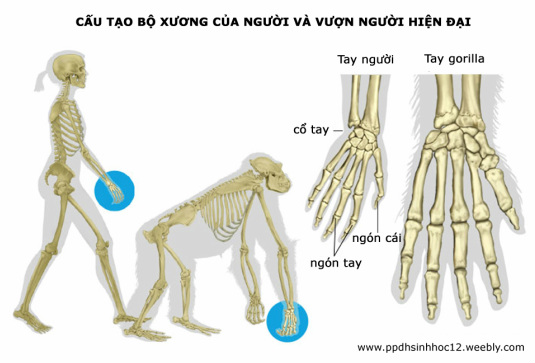 CẤU TẠO BỘ XƯƠNG CỦA NGƯỜI VÀ VƯỢN NGƯỜI HIỆN ĐẠI
Tay người
Tay gorilla
cổ tay
ngón cái
ngón tay
www.ppdhsinhhoc12.weebly.com